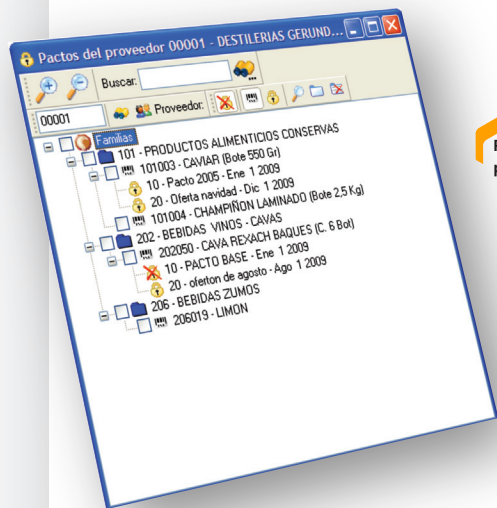 Pactos del proveedor 00001 - DESTILERIAS GERUND...
Buscar:
00001 Proveedor:
Familias
101 - PRODUCTOS ALIMENTICIOS CONSERVAS
101003 - CAVIAR (Bote 550 Gr)
10 - Pacto 2005 - Ene 1 2009
20 - Oferta navidad - Dic 1 2009
101004 - CHAMPIÑON LAMINADO (Bote 2,5 Kg)
202 - BEBIDAS VINOS - CAVAS
202050 - CAVA REXACH BAQUES (C. 6 Bot)
10 - PACTO BASE - Ene 1 2009
20 - oferton de agosto - Ago 1 2009
206 - BEBIDAS ZUMOS
206019 - LIMON